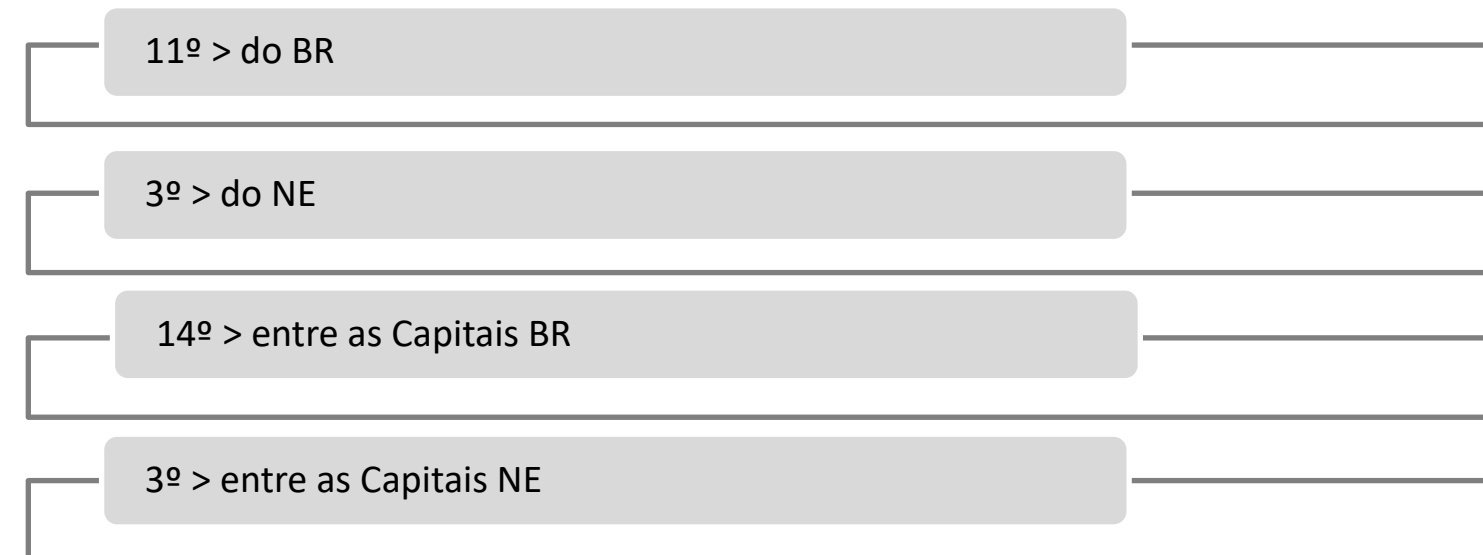 11º > do BR
3º > do NE
14º > entre as Capitais BR
3º > entre as Capitais NE